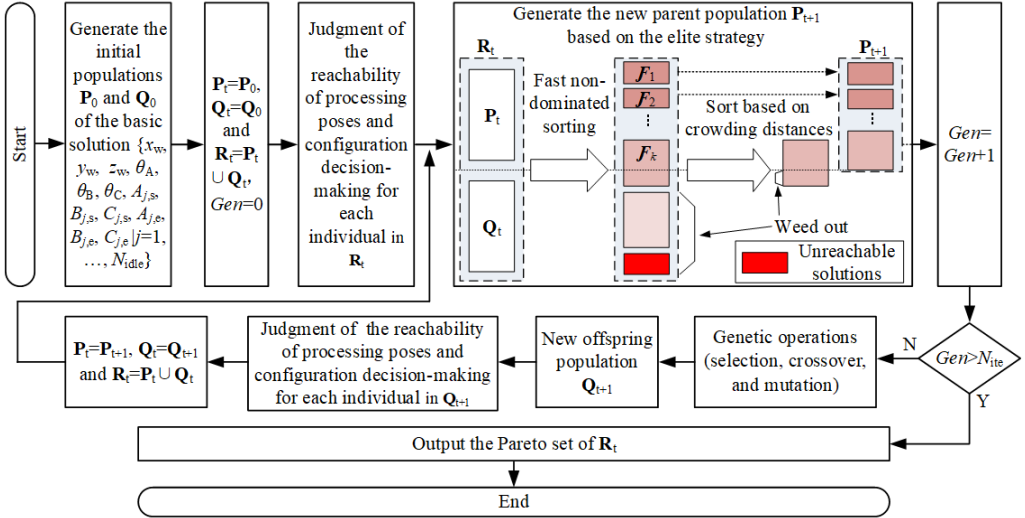 Start
Generate the
initial
populations
P0 and Q0
of the basic
solution {xw,
yw, zw, θA,
θB, θC, Aj,s,
Bj,s, Cj,s, Aj,e,
Bj,e, Cj,e|j=1,
…, Nidle}
Pt=P0,
Qt=Q0
and
Rt=Pt
∪ Qt,
Gen=0
Judgment of
the
reachability
of processing
poses and
configuration
decision-
making for
each
individual in
Rt
Generate the new parent population Pt+1
based on the elite strategy
Rt
Pt
Qt
Fast non-
dominated
sorting
F1
F2
⋮
Fk
Sort based on
crowding distances
Pt+1
⋮
Weed out
Unreachable
solutions
Gen=
Gen+1
Gen>Nite
N
Y
Genetic operations
(selection, crossover,
and mutation)
New offspring
population
Qt+1
Judgment of the reachability
of processing poses and
configuration decision-making
for each individual in Qt+1
Pt=Pt+1, Qt=Qt+1
and Rt=Pt ∪ Qt
Output the Pareto set of Rt
End